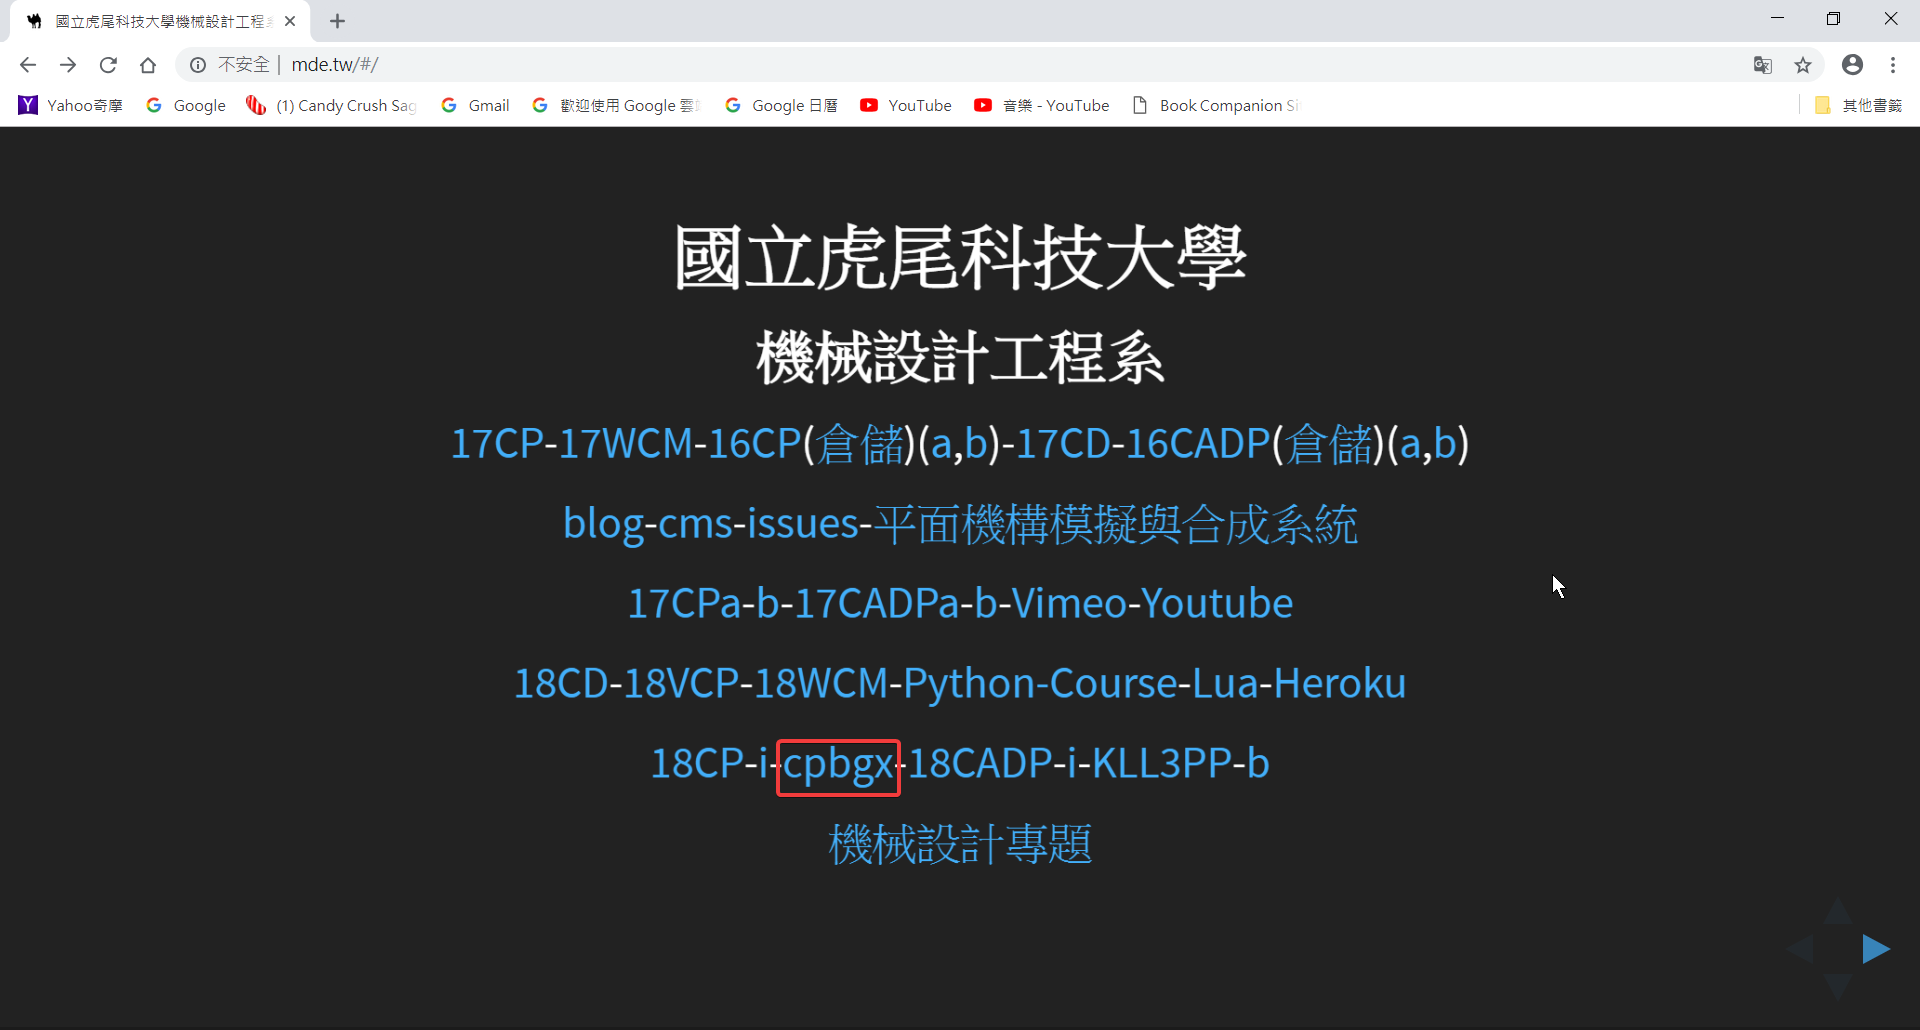 國立虎尾科技大學機械設計工程
不安全 | mde.tw/#/
Yahoo奇摩 Google (1) Candy Crush Sag Gmail 歡迎使用 Google 雲 Google 日曆 YouTube 音樂 - YouTube Book Companion Si 其他書籤
國立虎尾科技大學
機械設計工程系
17CP-17WCM-16CP(倉儲)(a,b)-17CD-16CADP(倉儲)(a,b)
blog-cms-issues-平面機構模擬與合成系統
17CPa-b-17CADPa-b-Vimeo-Youtube
18CD-18VCP-18WCM-Python-Course-Lua-Heroku
18CP-i-cpbgx-18CADP-i-KLL3PP-b
機械設計專題